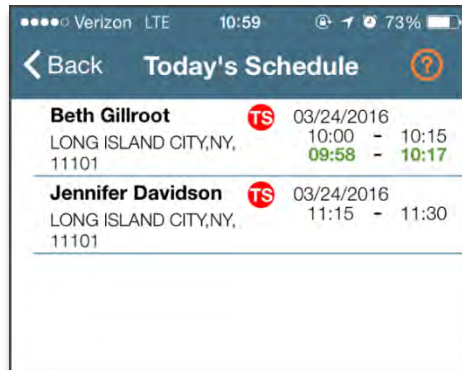 Verizon LTE 10:59 73%
Back Today's Schedule ?
Beth Gillroot TS 03/24/2016
LONG ISLAND CITY,NY, 10:00 - 10:15
11101 09:58 - 10:17
Jennifer Davidson TS 03/24/2016
LONG ISLAND CITY,NY, 11:15 - 11:30
11101